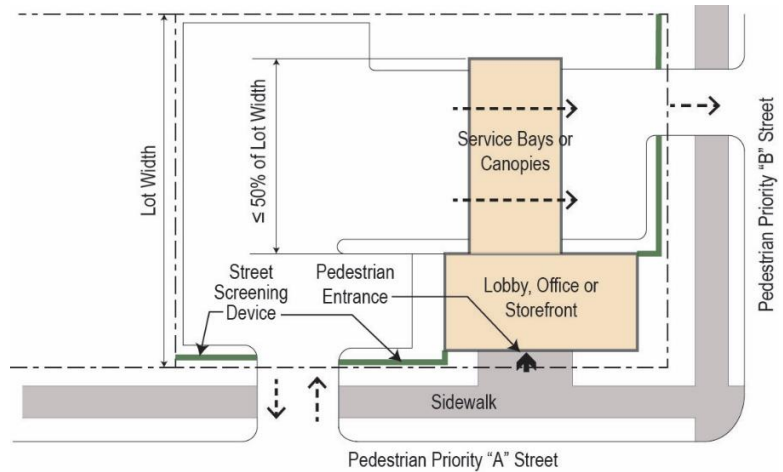 Lot Width
≤ 50% of Lot Width
Service Bays or
Canopies
Pedestrian Priority "B" Street
Street
Screening
Device
Pedestrian
Entrance
Lobby, Office or
Storefront
Sidewalk
Pedestrian Priority "A" Street